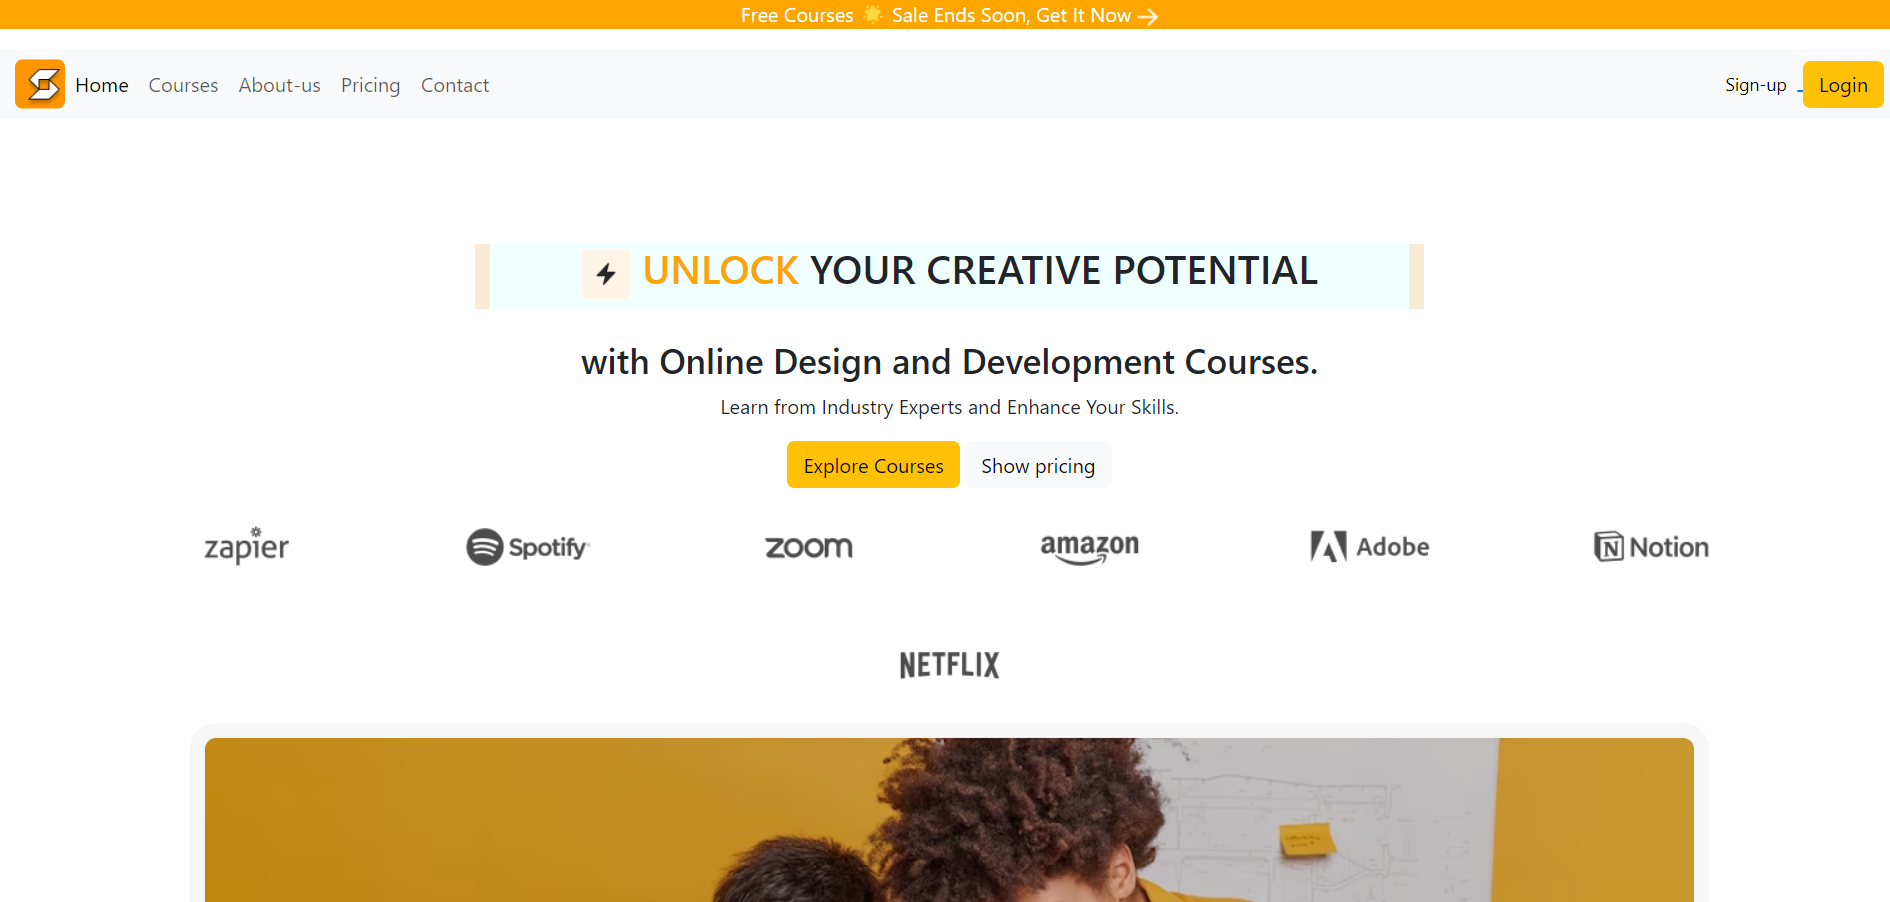 Free Courses 🌟 Sale Ends Soon, Get It Now →
Home Courses About-us Pricing Contact Sign-up Login
UNLOCK YOUR CREATIVE POTENTIAL
with Online Design and Development Courses.
Learn from Industry Experts and Enhance Your Skills.
Explore Courses Show pricing
zapier Spotify zoom amazon Adobe Notion
NETFLIX